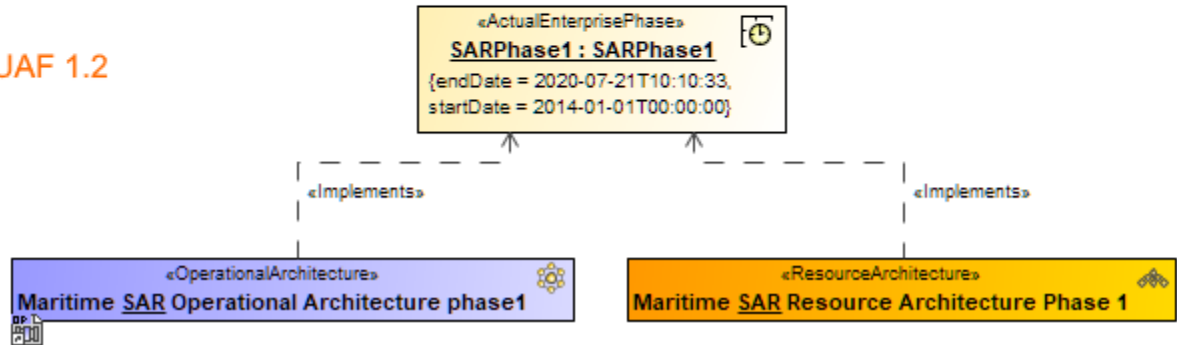 «ActualEnterprisePhase»
SARPhase1 : SARPhase1
UAF 1.2
{endDate = 2020-07-21T10:10:33,
startDate = 2014-01-01T00:00:00}
«Implements»
«Implements»
«OperationalArchitecture»
Maritime SAR Operational Architecture phase1
«ResourceArchitecture»
Maritime SAR Resource Architecture Phase 1